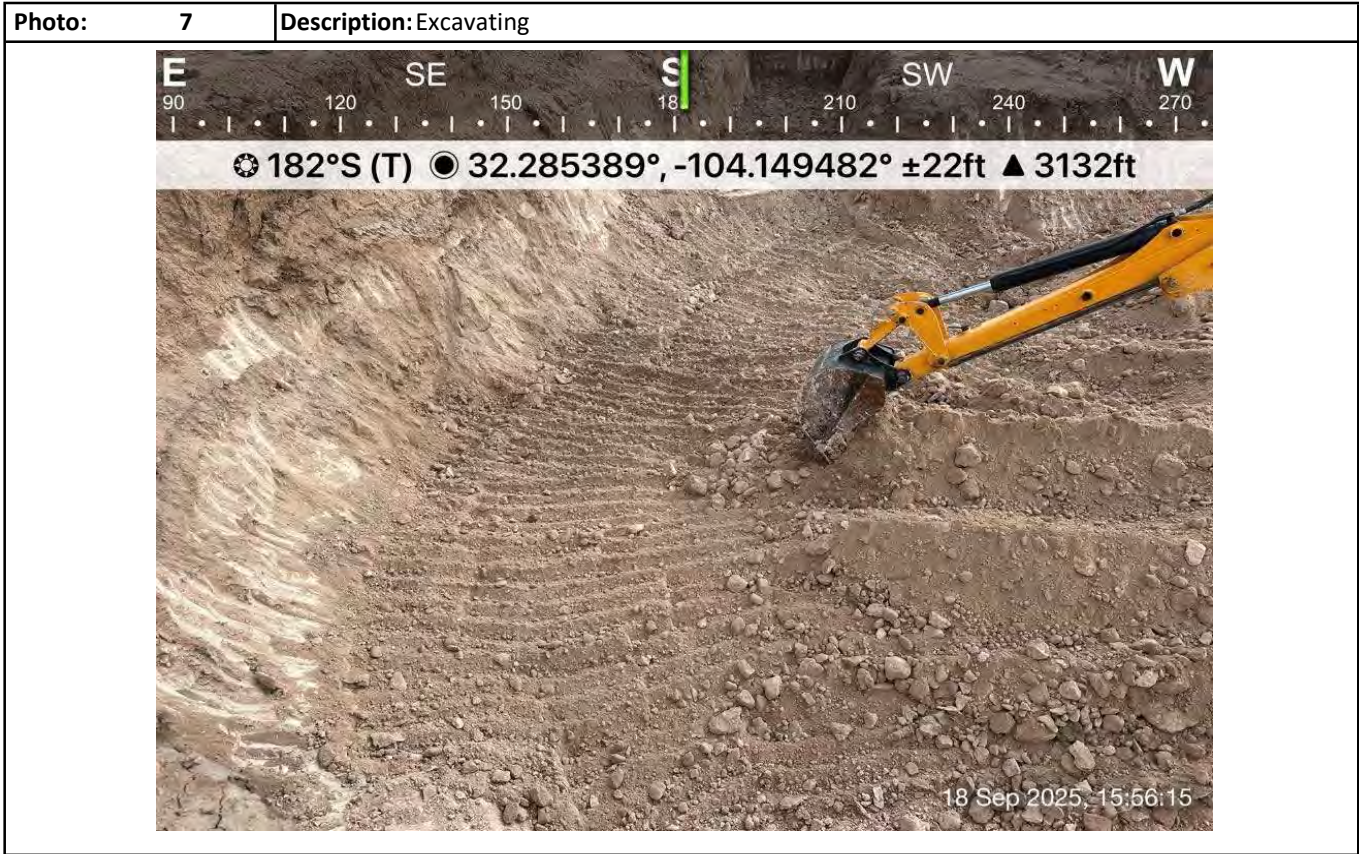 Photo: 7 Description: Excavating
E SE S SW W
90 120 150 18 210 240 270
182°S (T) 32.285389°, -104.149482° ±22ft ▲ 3132ft
18 Sep 2025, 15:56:15